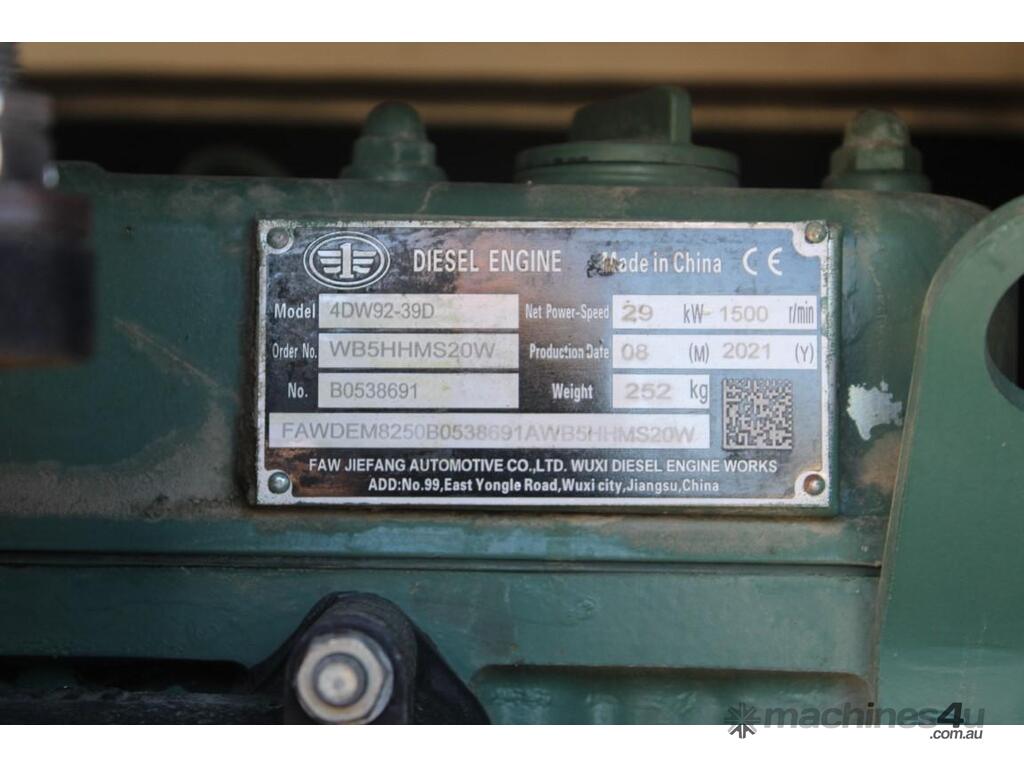 1 DIESEL ENGINE Made in China CE
Model 4DW92-39D Net Power-Speed 29 kW- 1500 r/min
Order No. WB5HHMS20W Production Date 08 (M) 2021 (Y)
No. B0538691 Weight 252 kg
FAWDEM8250B0538691AWB5HHMS20W
FAW JIEFANG AUTOMOTIVE CO.,LTD. WUXI DIESEL ENGINE WORKS
ADD:No.99,East Yongle Road,Wuxi city,Jiangsu,China
machines4u
.com.au